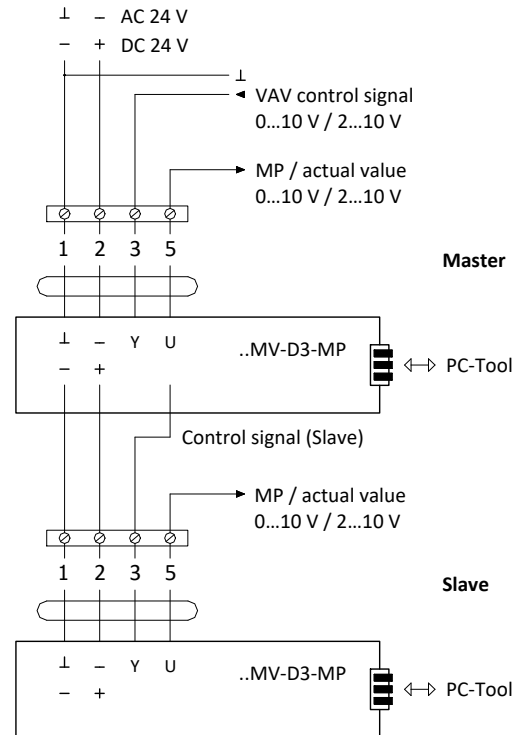 ⊥ – AC 24 V
– + DC 24 V
⊥
VAV control signal
0...10 V / 2...10 V
MP / actual value
0...10 V / 2...10 V
1 2 3 5
Master
⊥ – Y U
– +
..MV-D3-MP
PC-Tool
Control signal (Slave)
MP / actual value
0...10 V / 2...10 V
1 2 3 5
Slave
⊥ – Y U
– +
..MV-D3-MP
PC-Tool